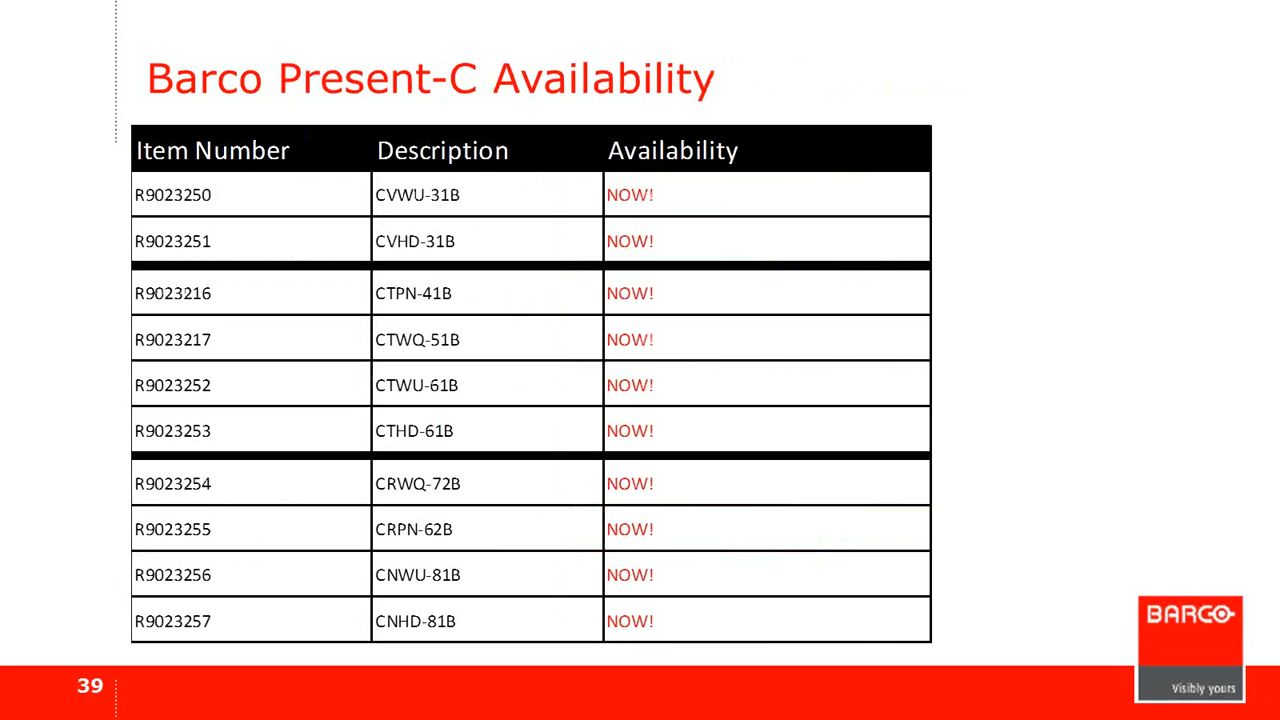 Barco Present-C Availability
Item Number Description Availability
R9023250 CVWU-31B NOW!
R9023251 CVHD-31B NOW!
R9023216 CTPN-41B NOW!
R9023217 CTWQ-51B NOW!
R9023252 CTWU-61B NOW!
R9023253 CTHD-61B NOW!
R9023254 CRWQ-72B NOW!
R9023255 CRPN-62B NOW!
R9023256 CNWU-81B NOW!
R9023257 CNHD-81B NOW!
BARCO
Visibly yours
39